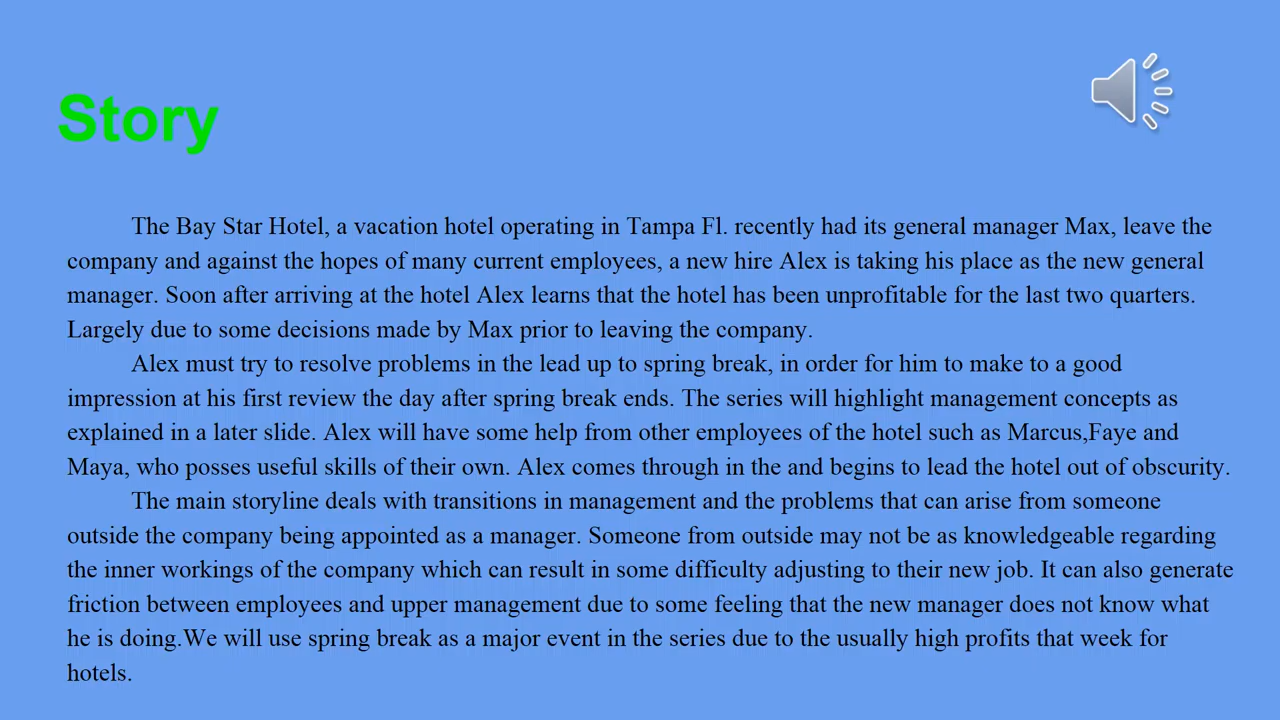 Story
The Bay Star Hotel, a vacation hotel operating in Tampa Fl. recently had its general manager Max, leave the
company and against the hopes of many current employees, a new hire Alex is taking his place as the new general
manager. Soon after arriving at the hotel Alex learns that the hotel has been unprofitable for the last two quarters.
Largely due to some decisions made by Max prior to leaving the company.
Alex must try to resolve problems in the lead up to spring break, in order for him to make to a good
impression at his first review the day after spring break ends. The series will highlight management concepts as
explained in a later slide. Alex will have some help from other employees of the hotel such as Marcus,Faye and
Maya, who posses useful skills of their own. Alex comes through in the and begins to lead the hotel out of obscurity.
The main storyline deals with transitions in management and the problems that can arise from someone
outside the company being appointed as a manager. Someone from outside may not be as knowledgeable regarding
the inner workings of the company which can result in some difficulty adjusting to their new job. It can also generate
friction between employees and upper management due to some feeling that the new manager does not know what
he is doing.We will use spring break as a major event in the series due to the usually high profits that week for
hotels.